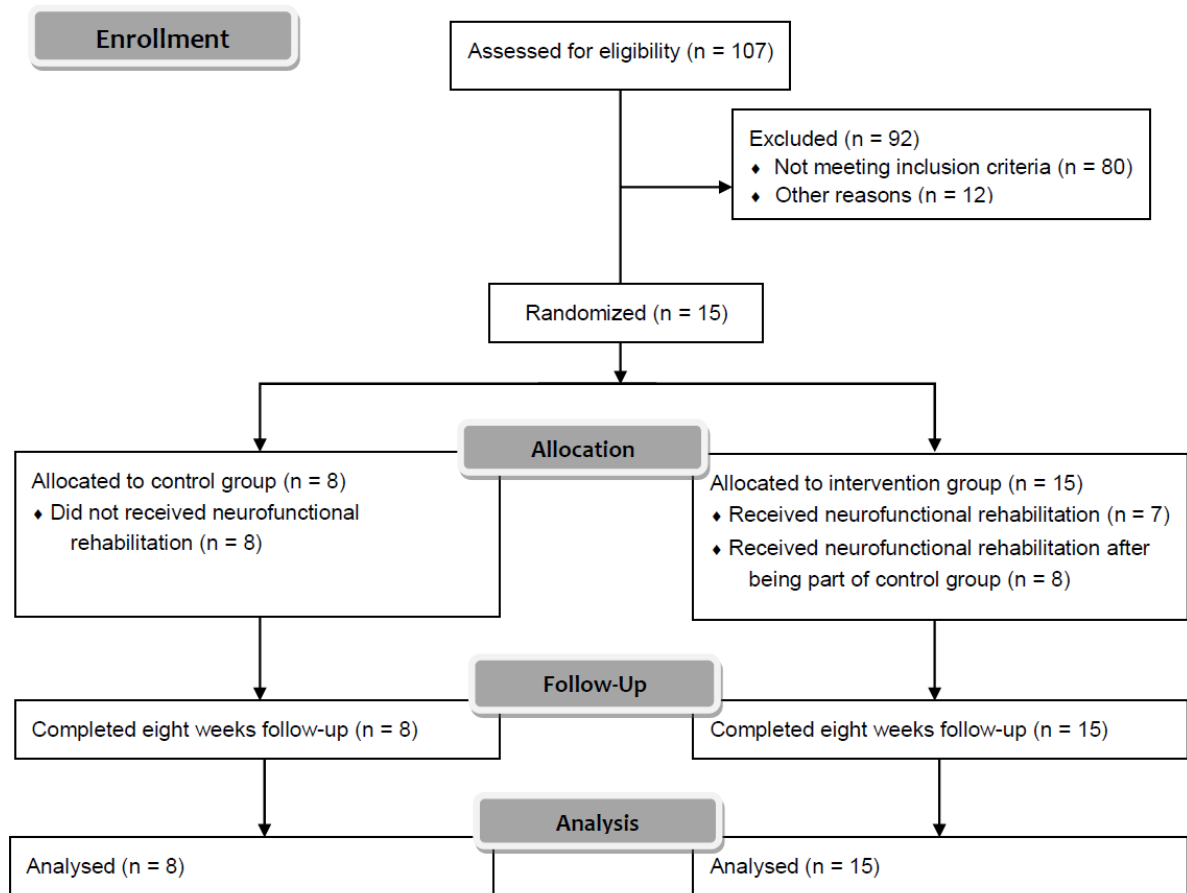 Enrollment
Assessed for eligibility (n = 107)
Excluded (n = 92)
♦ Not meeting inclusion criteria (n = 80)
♦ Other reasons (n = 12)
Randomized (n = 15)
Allocation
Allocated to control group (n = 8)
♦ Did not received neurofunctional
rehabilitation (n = 8)
Allocated to intervention group (n = 15)
♦ Received neurofunctional rehabilitation (n = 7)
♦ Received neurofunctional rehabilitation after
being part of control group (n = 8)
Follow-Up
Completed eight weeks follow-up (n = 8)
Completed eight weeks follow-up (n = 15)
Analysis
Analysed (n = 8)
Analysed (n = 15)